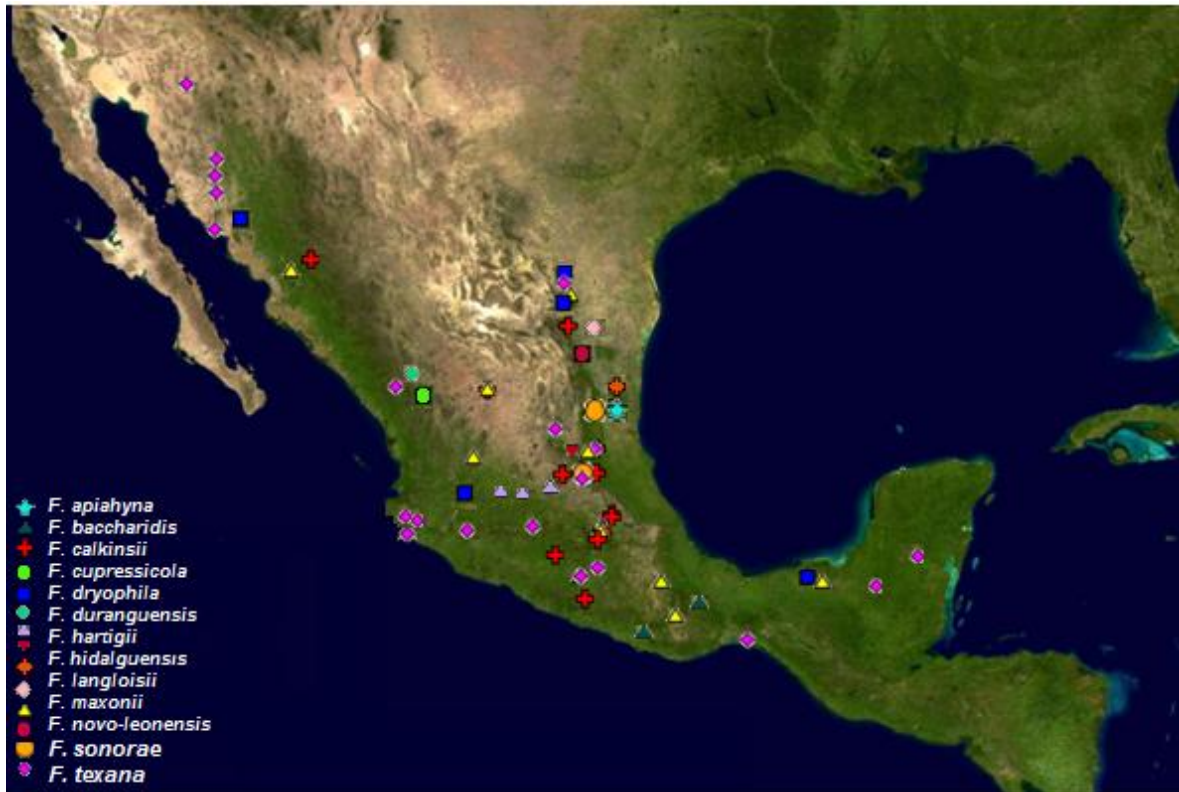 F. apiahyna
F. baccharidis
F. calkinsii
F. cupressicola
F. dryophila
F. duranguensis
F. hartigii
F. hidalguensis
F. langloisii
F. maxonii
F. novo-leonensis
F. sonorae
F. texana